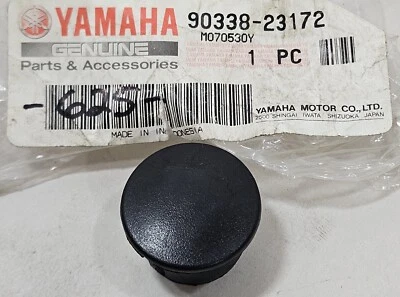 YAMAHA
GENUINE
Parts & Accessories
90338-23172
M070530Y
1 PC
-625-
MADE IN INDONESIA
YAMAHA MOTOR CO., LTD.
2500 SHINGAI IWATA SHIZUOKA JAPAN